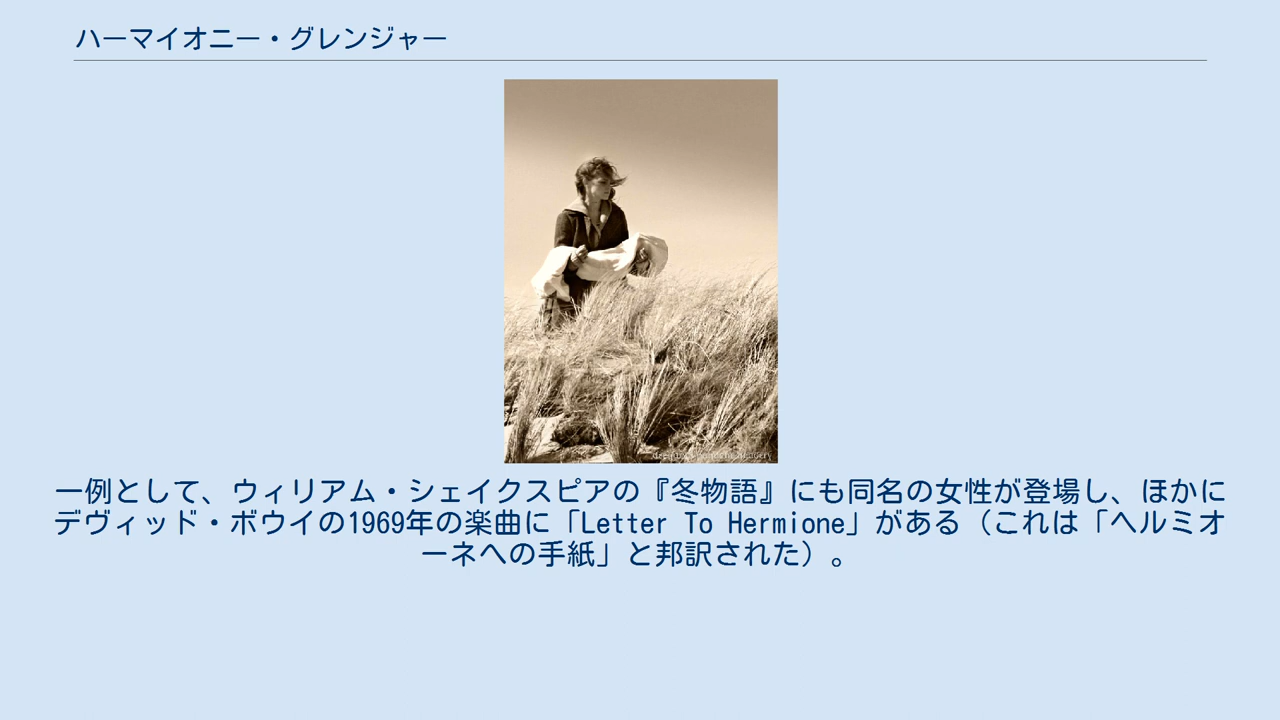 ハーマイオニー・グレンジャー
一例として、ウィリアム・シェイクスピアの『冬物語』にも同名の女性が登場し、ほかに
デヴィッド・ボウイの1969年の楽曲に「Letter To Hermione」がある（これは「ヘルミオ
ーネへの手紙」と邦訳された）。